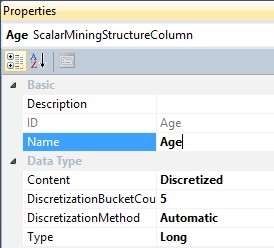 Properties
Age ScalarMiningStructureColumn
Basic
Description
ID Age
Name Age
Data Type
Content Discretized
DiscretizationBucketCou 5
DiscretizationMethod Automatic
Type Long